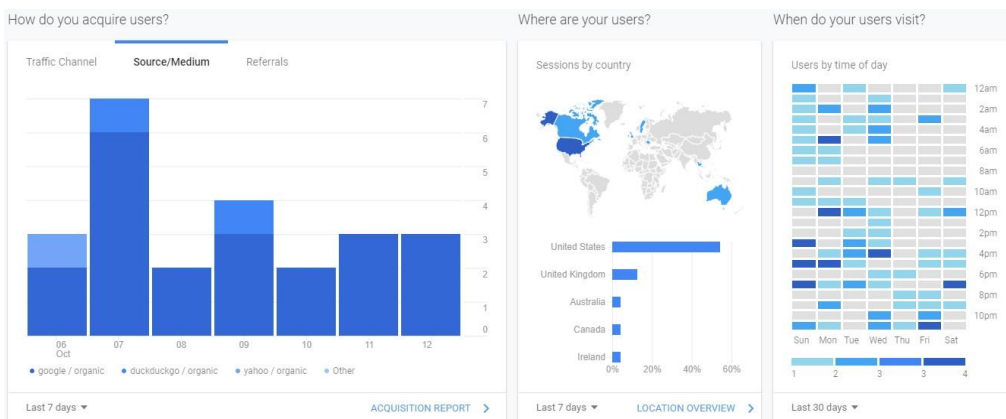 How do you acquire users?
Traffic Channel Source/Medium Referrals
7
6
5
4
3
2
1
0
06 07 08 09 10 11 12
Oct
google / organic duckduckgo / organic yahoo / organic Other
Last 7 days ACQUISITION REPORT
Where are your users?
Sessions by country
United States
United Kingdom
Australia
Canada
Ireland
0% 20% 40% 60%
Last 7 days LOCATION OVERVIEW
When do your users visit?
Users by time of day
12am
2am
4am
6am
8am
10am
12pm
2pm
4pm
6pm
8pm
10pm
Sun Mon Tue Wed Thu Fri Sat
1 2 3 3 4
Last 30 days